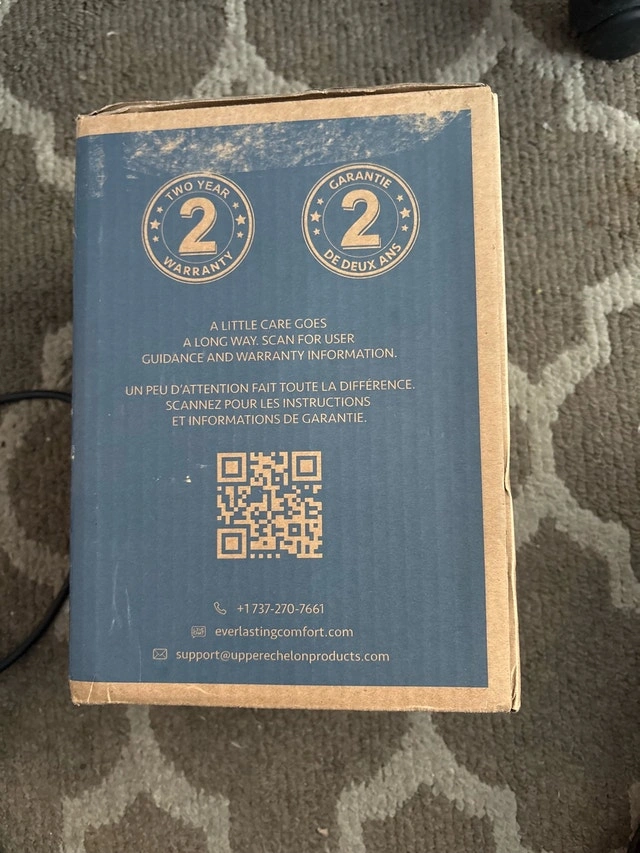 TWO YEAR
2
WARRANTY
GARANTIE
2
DE DEUX ANS
A LITTLE CARE GOES
A LONG WAY. SCAN FOR USER
GUIDANCE AND WARRANTY INFORMATION.
UN PEU D'ATTENTION FAIT TOUTE LA DIFFÉRENCE.
SCANNEZ POUR LES INSTRUCTIONS
ET INFORMATIONS DE GARANTIE.
+1 737-270-7661
everlastingcomfort.com
support@upperechelonproducts.com